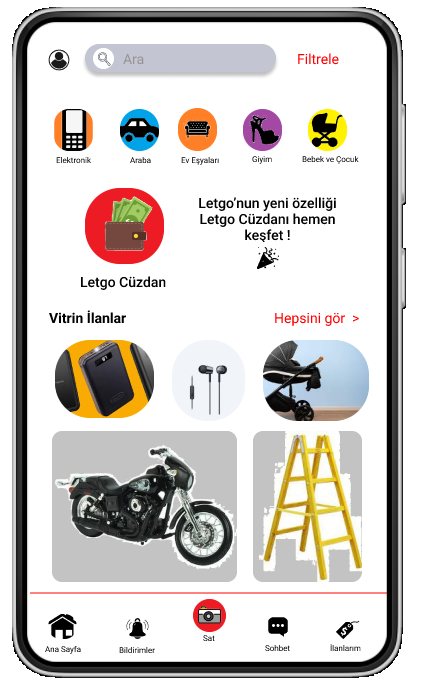 Ara
Filtrele
Elektronik
Araba
Ev Eşyaları
Giyim
Bebek ve Çocuk
Letgo'nun yeni özelliği
Letgo Cüzdanı hemen
keşfet !
Letgo Cüzdan
Vitrin İlanlar
Hepsini gör >
Ana Sayfa
Bildirimler
Sat
Sohbet
İlanlarım